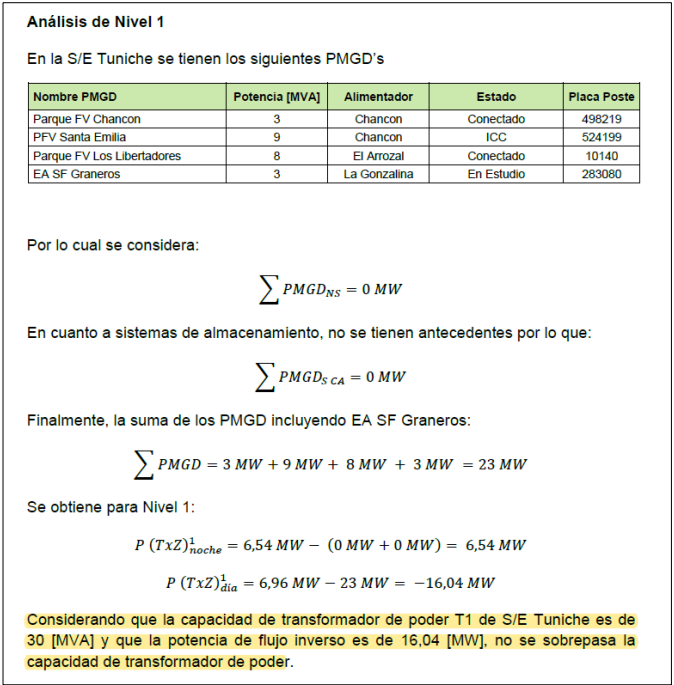 Análisis de Nivel 1
En la S/E Tuniche se tienen los siguientes PMGD's
Nombre PMGD Potencia [MVA] Alimentador Estado Placa Poste
Parque FV Chancon 3 Chancon Conectado 498219
PFV Santa Emilia 9 Chancon ICC 524199
Parque FV Los Libertadores 8 El Arrozal Conectado 10140
EA SF Graneros 3 La Gonzalina En Estudio 283080
Por lo cual se considera:
∑ PMGD_NS = 0 MW
En cuanto a sistemas de almacenamiento, no se tienen antecedentes por lo que:
∑ PMGD_S CA = 0 MW
Finalmente, la suma de los PMGD incluyendo EA SF Graneros:
∑ PMGD = 3 MW + 9 MW + 8 MW + 3 MW = 23 MW
Se obtiene para Nivel 1:
P (TxZ)¹_noche = 6,54 MW − (0 MW + 0 MW) = 6,54 MW
P (TxZ)¹_día = 6,96 MW − 23 MW = −16,04 MW
Considerando que la capacidad de transformador de poder T1 de S/E Tuniche es de
30 [MVA] y que la potencia de flujo inverso es de 16,04 [MW], no se sobrepasa la
capacidad de transformador de poder.